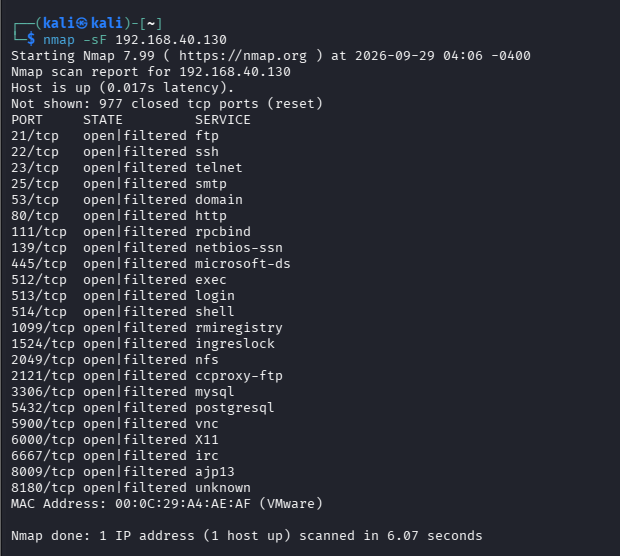 ┌──(kali㉿kali)-[~]
└─$ nmap -sF 192.168.40.130
Starting Nmap 7.99 ( https://nmap.org ) at 2026-09-29 04:06 -0400
Nmap scan report for 192.168.40.130
Host is up (0.017s latency).
Not shown: 977 closed tcp ports (reset)
PORT     STATE         SERVICE
21/tcp   open|filtered ftp
22/tcp   open|filtered ssh
23/tcp   open|filtered telnet
25/tcp   open|filtered smtp
53/tcp   open|filtered domain
80/tcp   open|filtered http
111/tcp  open|filtered rpcbind
139/tcp  open|filtered netbios-ssn
445/tcp  open|filtered microsoft-ds
512/tcp  open|filtered exec
513/tcp  open|filtered login
514/tcp  open|filtered shell
1099/tcp open|filtered rmiregistry
1524/tcp open|filtered ingreslock
2049/tcp open|filtered nfs
2121/tcp open|filtered ccproxy-ftp
3306/tcp open|filtered mysql
5432/tcp open|filtered postgresql
5900/tcp open|filtered vnc
6000/tcp open|filtered X11
6667/tcp open|filtered irc
8009/tcp open|filtered ajp13
8180/tcp open|filtered unknown
MAC Address: 00:0C:29:A4:AE:AF (VMware)
Nmap done: 1 IP address (1 host up) scanned in 6.07 seconds